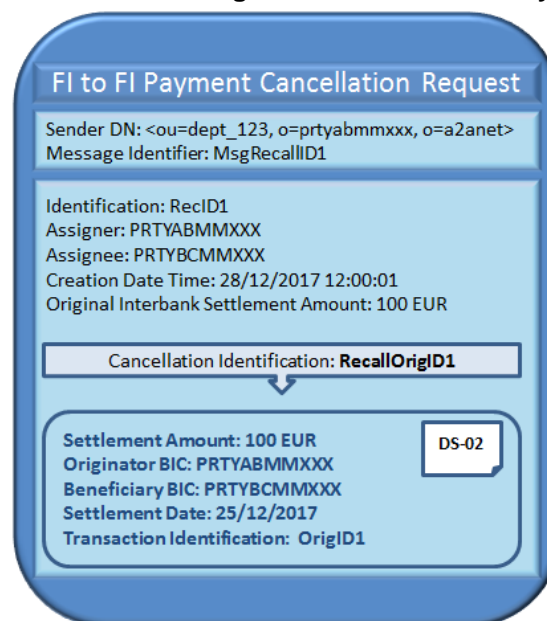 FI to FI Payment Cancellation Request
Sender DN: <ou=dept_123, o=prtyabmmxxx, o=a2anet>
Message Identifier: MsgRecallID1
Identification: RecID1
Assigner: PRTYABMMXXX
Assignee: PRTYBCMMXXX
Creation Date Time: 28/12/2017 12:00:01
Original Interbank Settlement Amount: 100 EUR
Cancellation Identification: RecallOrigID1
Settlement Amount: 100 EUR
Originator BIC: PRTYABMMXXX
Beneficiary BIC: PRTYBCMMXXX
Settlement Date: 25/12/2017
Transaction Identification: OrigID1
DS-02